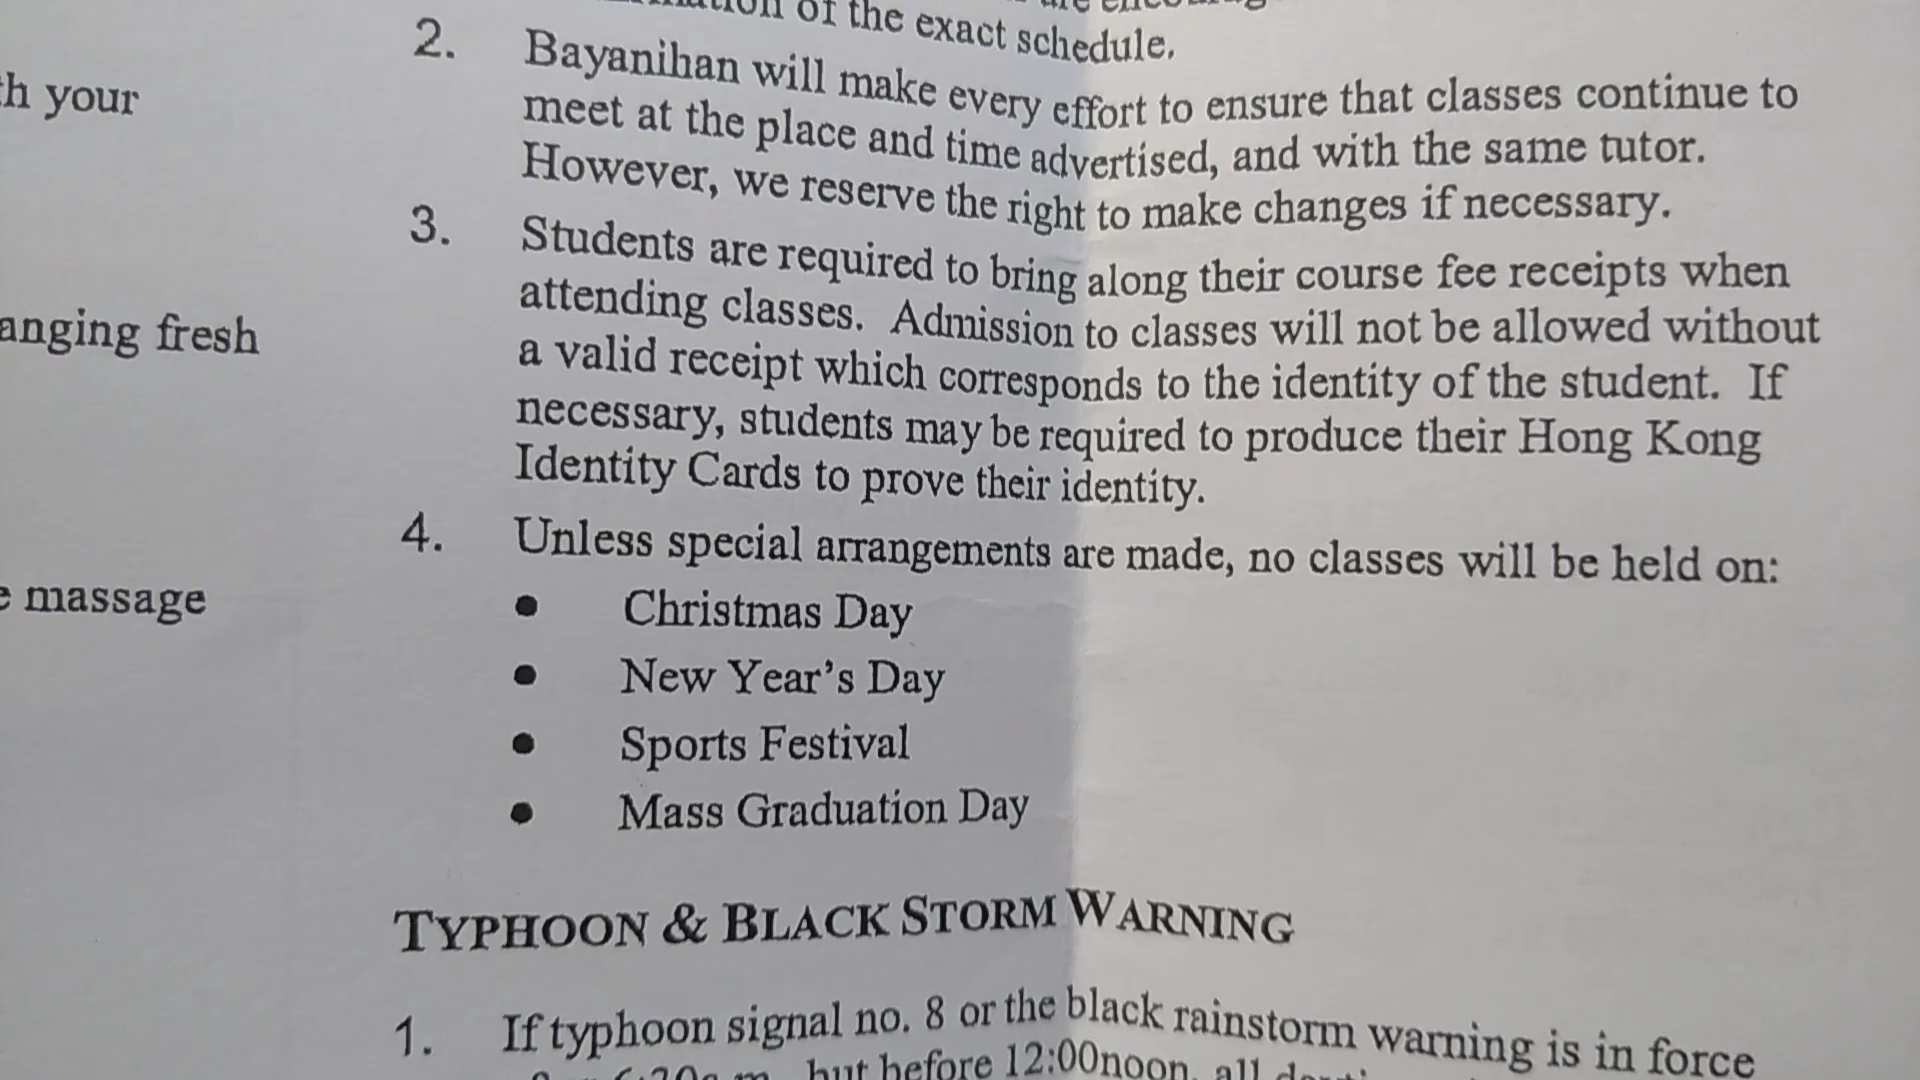 h your
anging fresh
massage
of the exact schedule.
2. Bayanihan will make every effort to ensure that classes continue to
meet at the place and time advertised, and with the same tutor.
However, we reserve the right to make changes if necessary.
3. Students are required to bring along their course fee receipts when
attending classes. Admission to classes will not be allowed without
a valid receipt which corresponds to the identity of the student. If
necessary, students may be required to produce their Hong Kong
Identity Cards to prove their identity.
4. Unless special arrangements are made, no classes will be held on:
• Christmas Day
• New Year's Day
• Sports Festival
• Mass Graduation Day
TYPHOON & BLACK STORM WARNING
1. If typhoon signal no. 8 or the black rainstorm warning is in force
but before 12:00noon, all